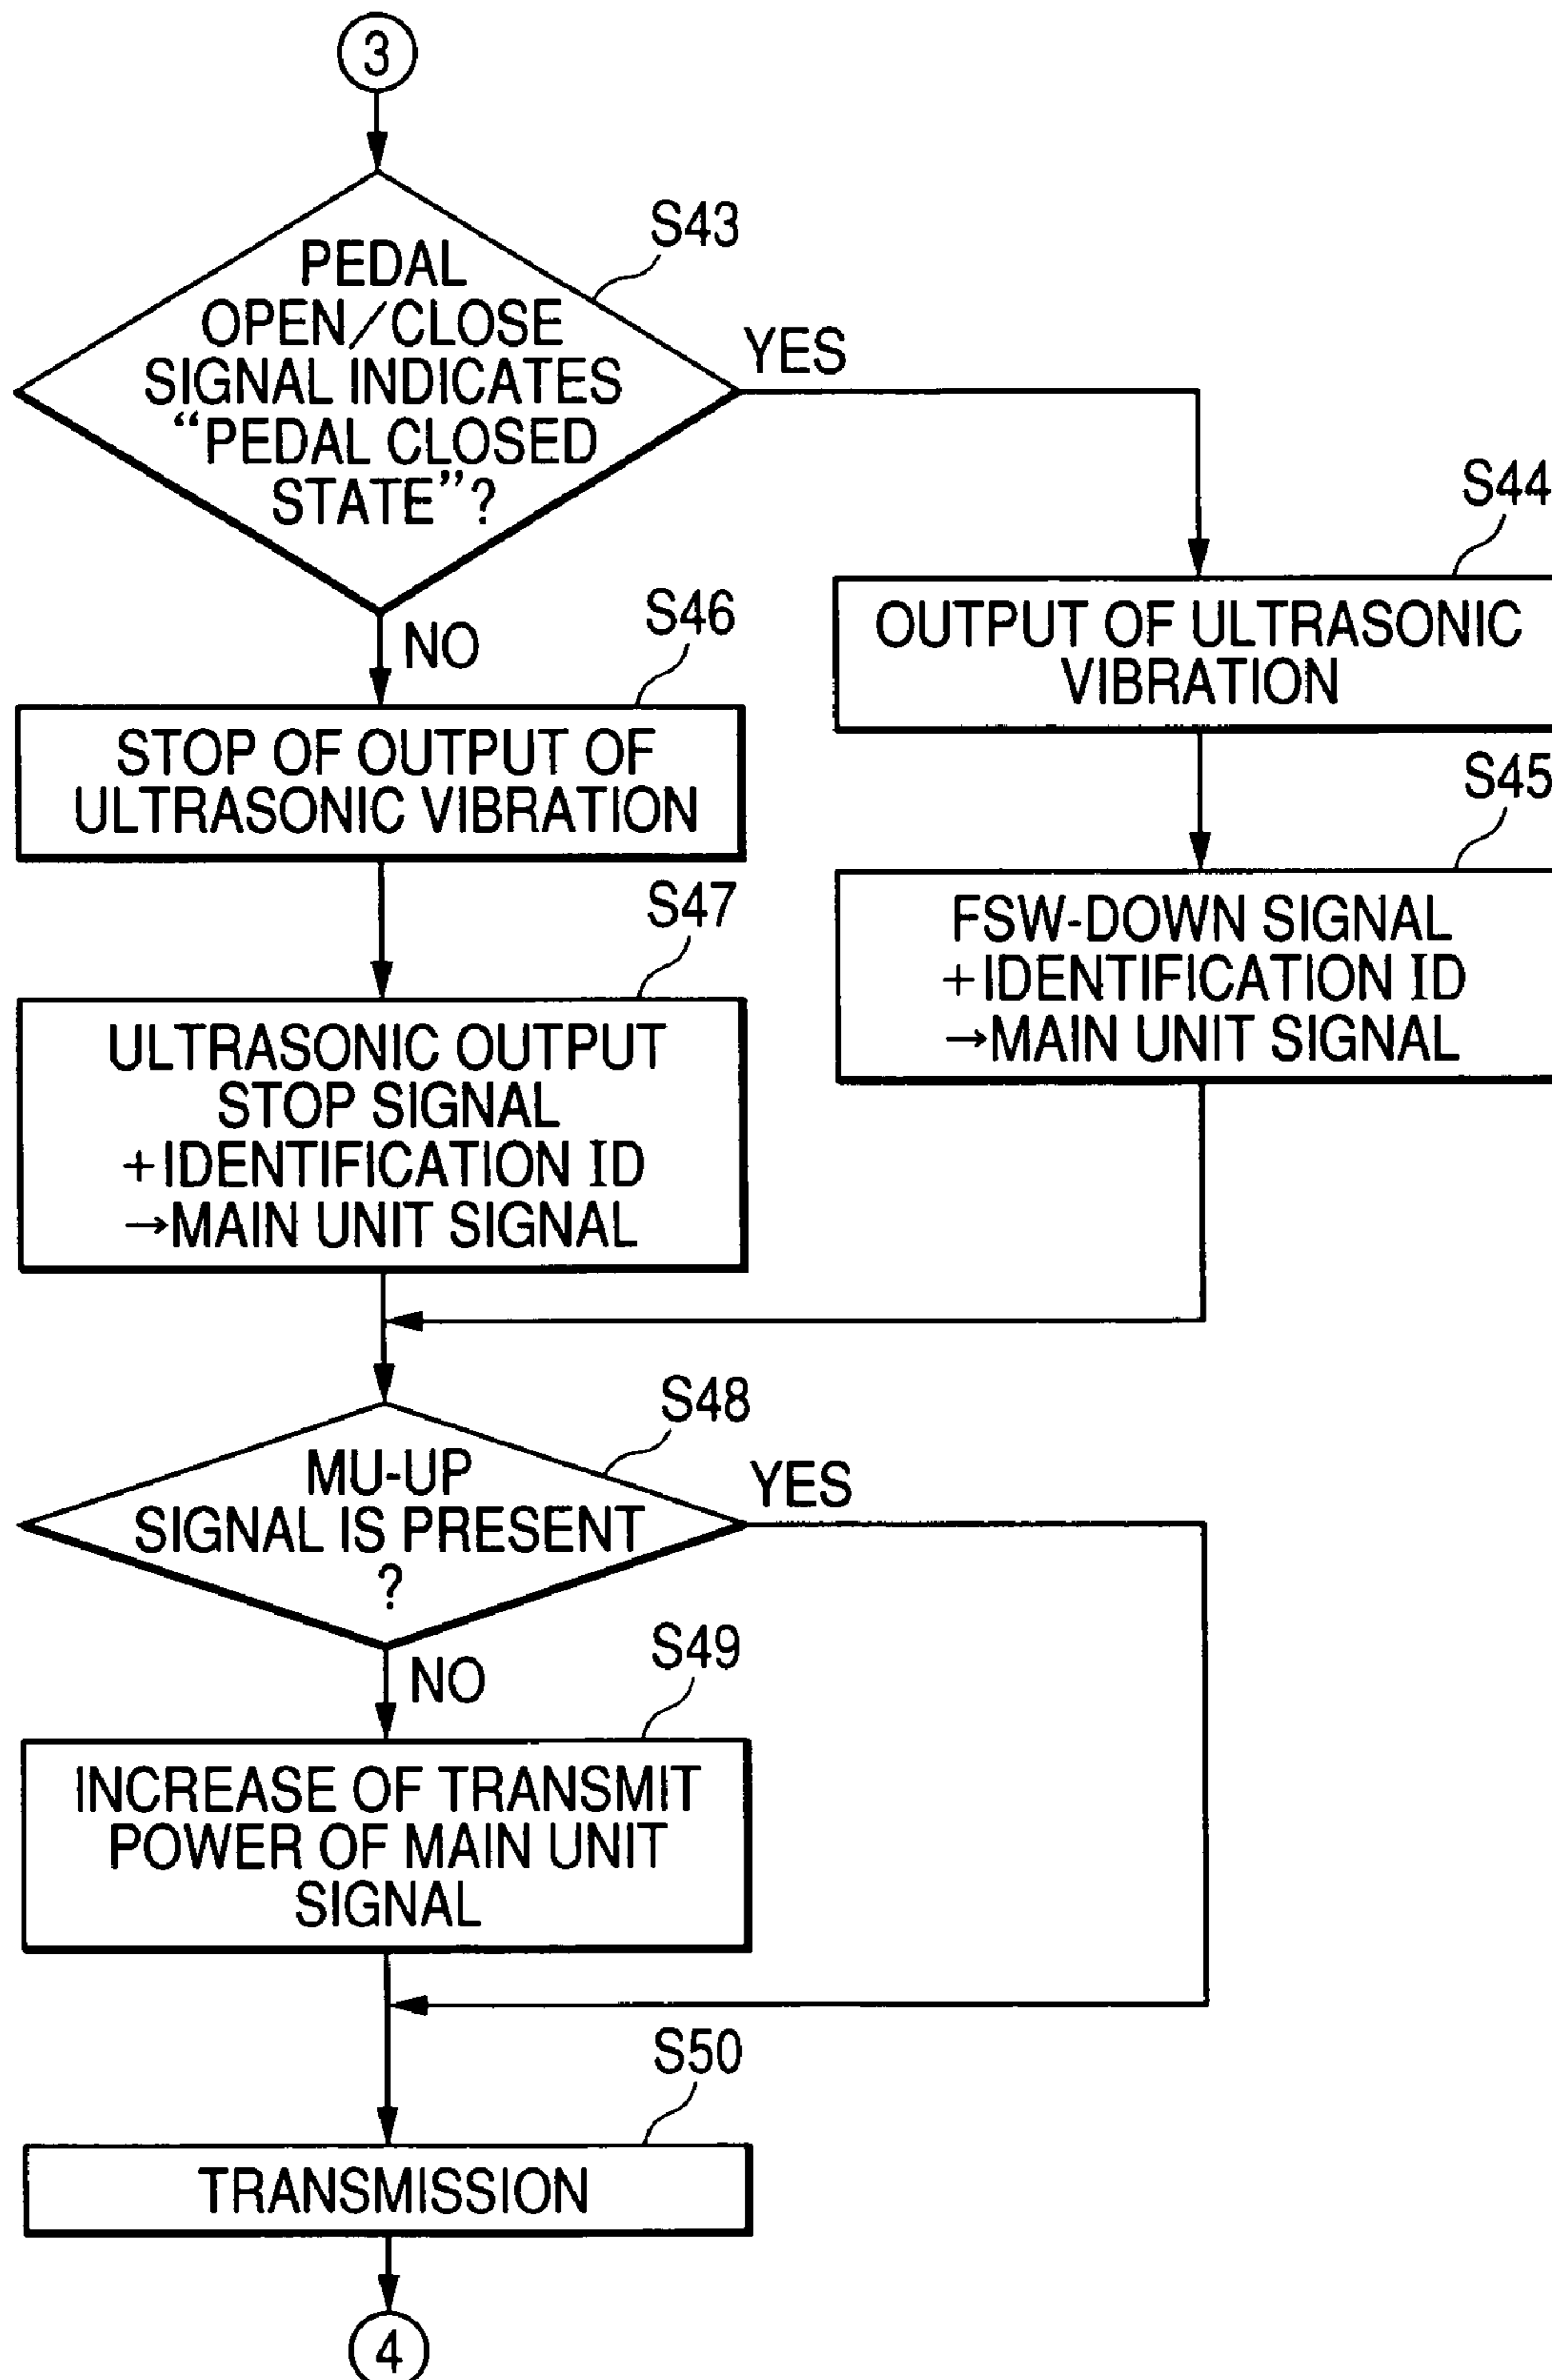 3
S43
PEDAL
OPEN/CLOSE
SIGNAL INDICATES
“PEDAL CLOSED
STATE”?
YES
NO
S44
OUTPUT OF ULTRASONIC
VIBRATION
S45
FSW-DOWN SIGNAL
+IDENTIFICATION ID
→MAIN UNIT SIGNAL
S46
STOP OF OUTPUT OF
ULTRASONIC VIBRATION
S47
ULTRASONIC OUTPUT
STOP SIGNAL
+IDENTIFICATION ID
→MAIN UNIT SIGNAL
S48
MU-UP
SIGNAL IS PRESENT
?
YES
NO
S49
INCREASE OF TRANSMIT
POWER OF MAIN UNIT
SIGNAL
S50
TRANSMISSION
4